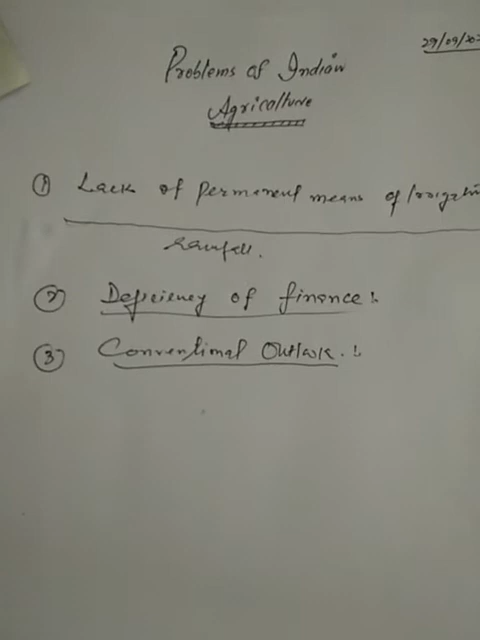 29/09/20
Problems of Indian
Agriculture
① Lack of permanent means of Irrigati
rainfall.
② Deficiency of finance :
③ Conventional Outlook . :